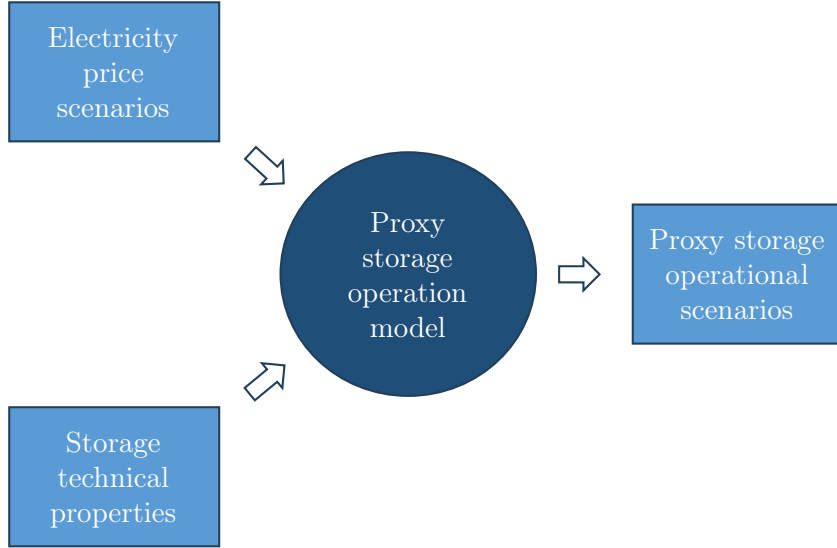 Electricity
price
scenarios
Proxy
storage
operation
model
Proxy storage
operational
scenarios
Storage
technical
properties